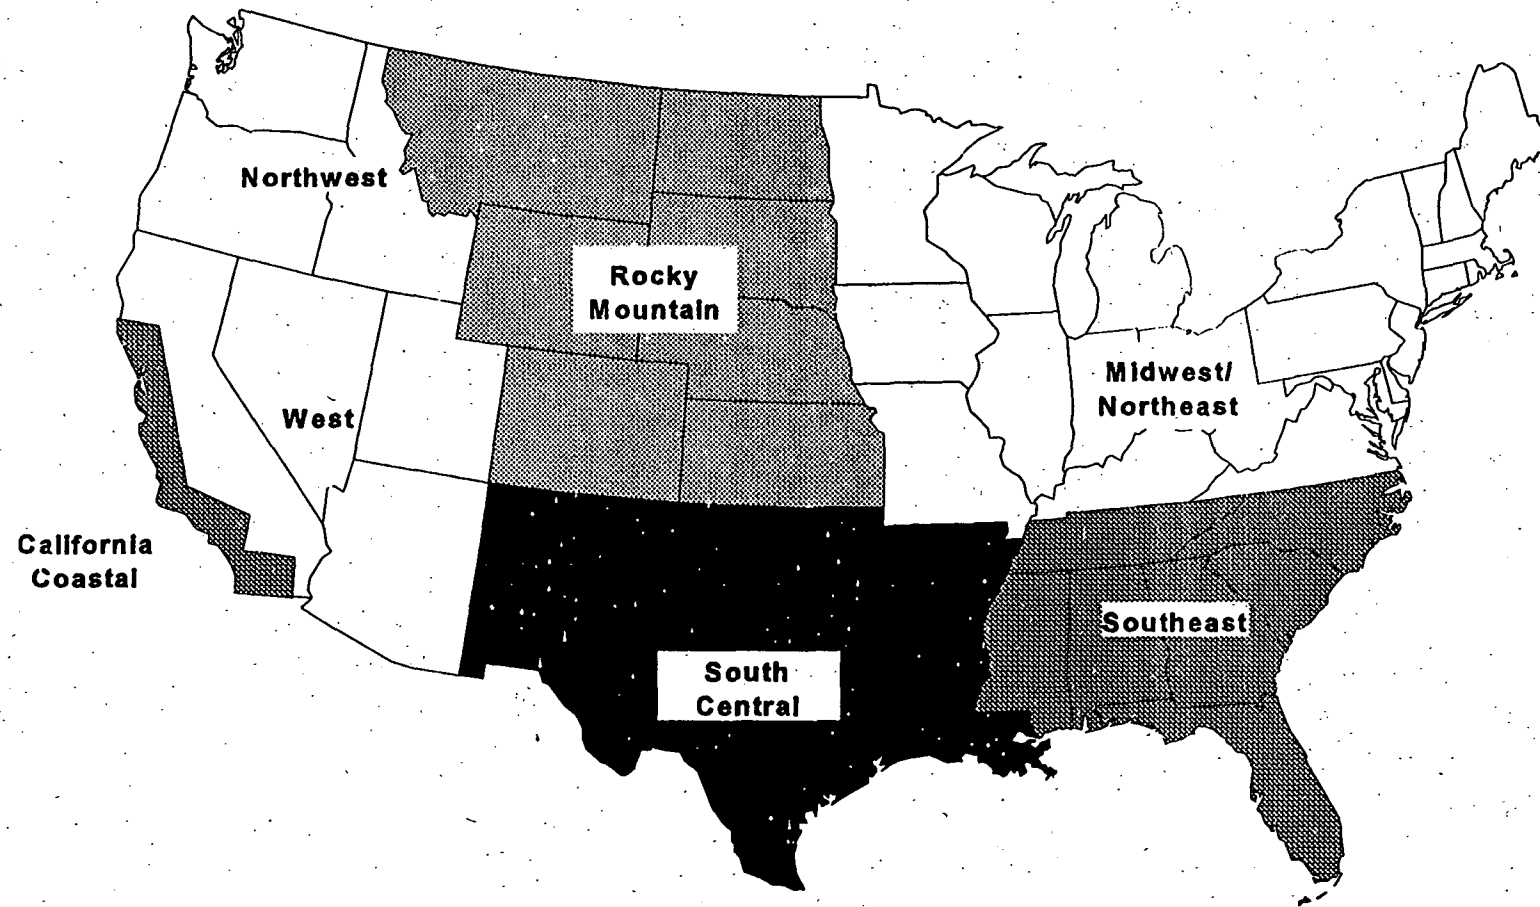 Northwest
Rocky
Mountain
Midwest/
Northeast
West
California
Coastal
Southeast
South
Central